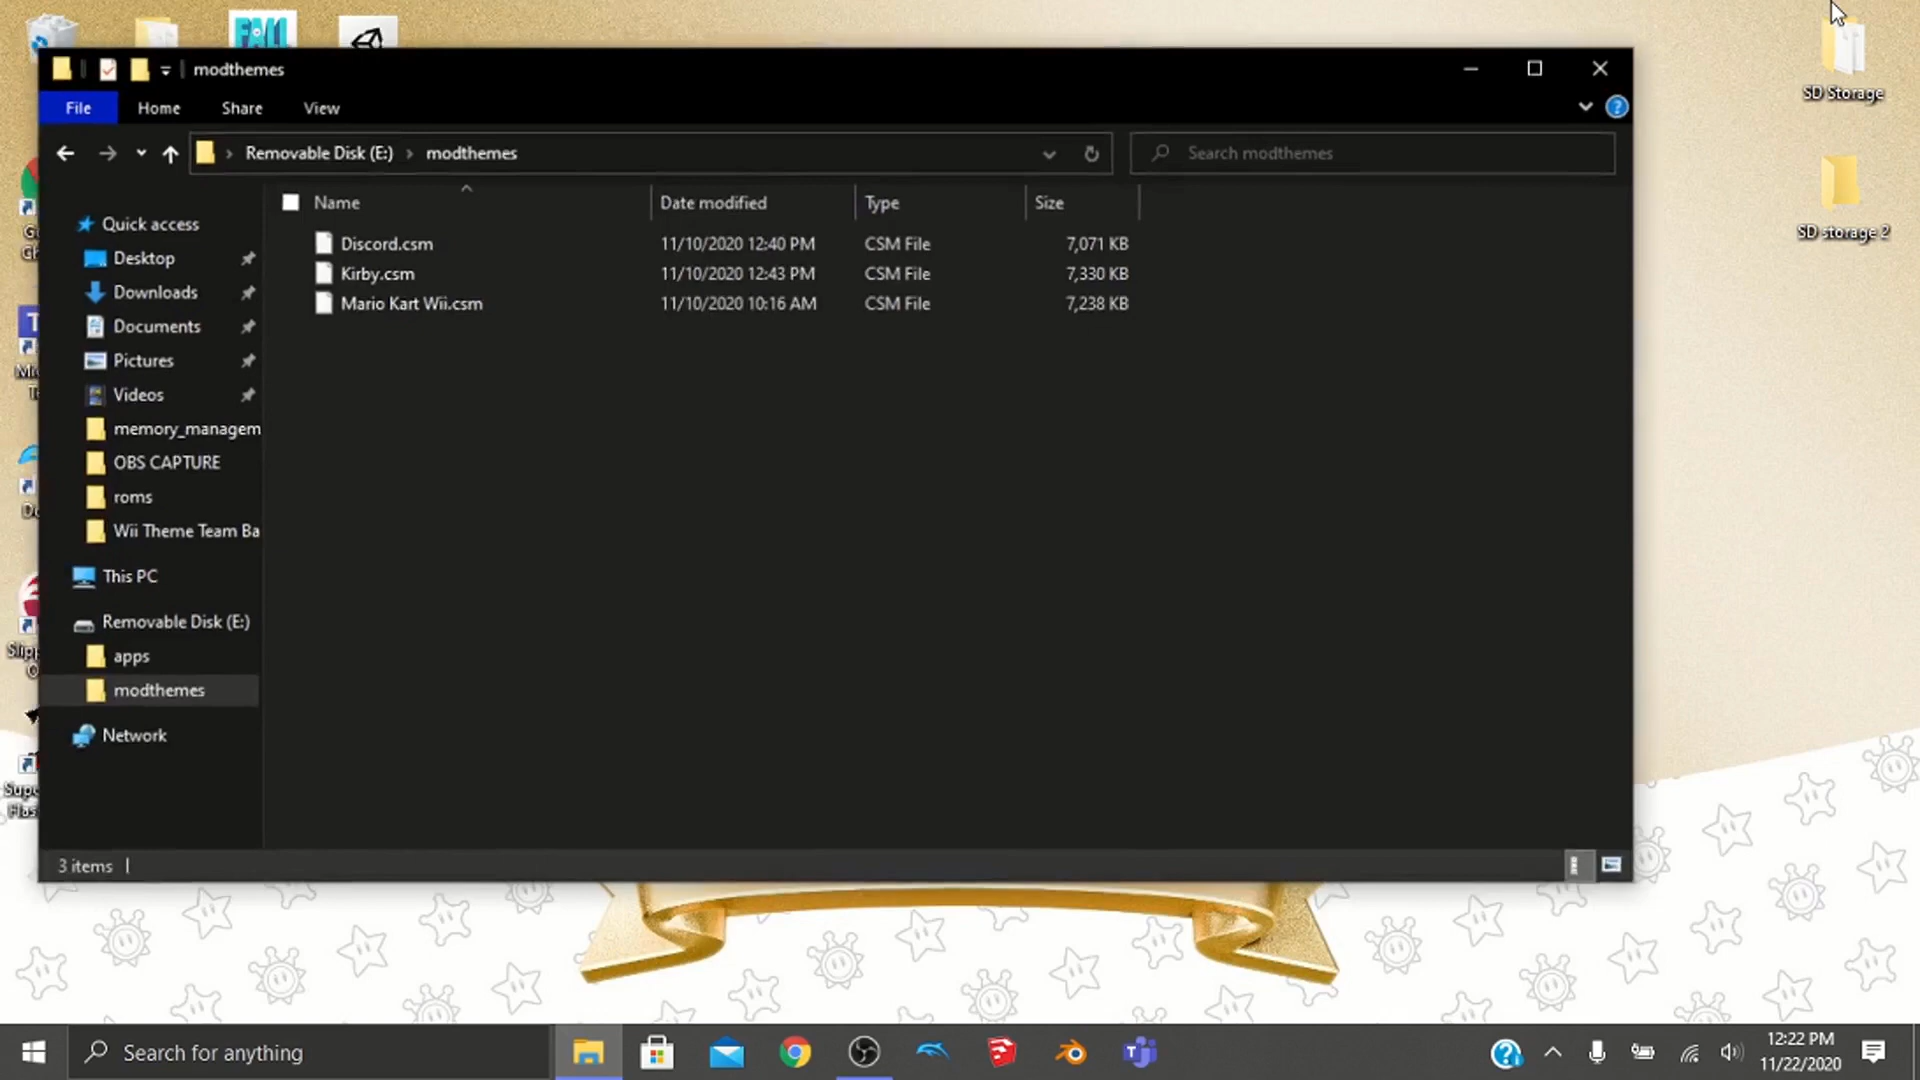 FALL
modthemes
File Home Share View
Removable Disk (E:) modthemes
Search modthemes
Name Date modified Type Size
Discord.csm 11/10/2020 12:40 PM CSM File 7,071 KB
Kirby.csm 11/10/2020 12:43 PM CSM File 7,330 KB
Mario Kart Wii.csm 11/10/2020 10:16 AM CSM File 7,238 KB
Quick access
Desktop
Downloads
Documents
Pictures
Videos
memory_managem
OBS CAPTURE
roms
Wii Theme Team Ba
This PC
Removable Disk (E:)
apps
modthemes
Network
3 items
SD Storage
SD storage 2
Search for anything
12:22 PM
11/22/2020